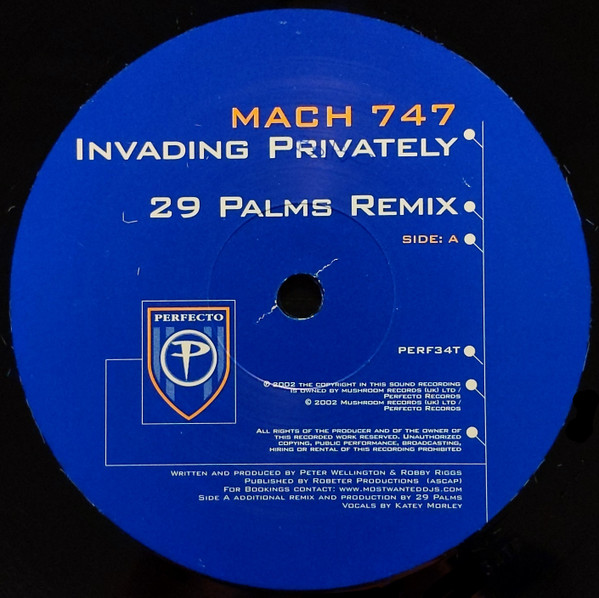 MACH 747
INVADING PRIVATELY
29 PALMS REMIX
SIDE: A
PERFECTO
P
PERF34T
℗ 2002 THE COPYRIGHT IN THIS SOUND RECORDING
IS OWNED BY MUSHROOM RECORDS (UK) LTD /
PERFECTO RECORDS
© 2002 MUSHROOM RECORDS (UK) LTD /
PERFECTO RECORDS
ALL RIGHTS OF THE PRODUCER AND OF THE OWNER OF
THIS RECORDED WORK RESERVED. UNAUTHORIZED
COPYING, PUBLIC PERFORMANCE, BROADCASTING,
HIRING OR RENTAL OF THIS RECORDING PROHIBITED
WRITTEN AND PRODUCED BY PETER WELLINGTON & ROBBY RIGGS
PUBLISHED BY ROBETER PRODUCTIONS (ASCAP)
FOR BOOKINGS CONTACT: WWW.MOSTWANTEDDJS.COM
SIDE A ADDITIONAL REMIX AND PRODUCTION BY 29 PALMS
VOCALS BY KATEY MORLEY